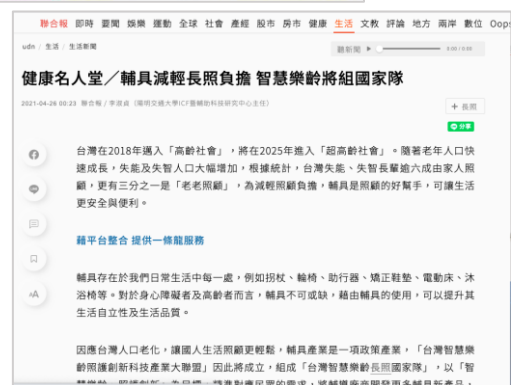 聯合報 即時 要聞 娛樂 運動 全球 社會 產經 股市 房市 健康 生活 文教 評論 地方 兩岸 數位 Oops
udn / 生活 / 生活新聞
聽新聞
0:00 / 0:00
健康名人堂／輔具減輕長照負擔 智慧樂齡將組國家隊
2021-04-26 00:23 聯合報 / 李淑貞（陽明交通大學ICF暨輔助科技研究中心主任）
+ 長照
分享
台灣在2018年邁入「高齡社會」，將在2025年進入「超高齡社會」。隨著老年人口快
速成長，失能及失智人口大幅增加，根據統計，台灣失能、失智長輩逾六成由家人照
顧，更有三分之一是「老老照顧」，為減輕照顧負擔，輔具是照顧的好幫手，可讓生活
更安全與便利。
藉平台整合 提供一條龍服務
輔具存在於我們日常生活中每一處，例如拐杖、輪椅、助行器、矯正鞋墊、電動床、沐
浴椅等。對於身心障礙者及高齡者而言，輔具不可或缺，藉由輔具的使用，可以提升其
生活自立性及生活品質。
因應台灣人口老化，讓國人生活照顧更輕鬆，輔具產業是一項政策產業，「台灣智慧樂
齡照護創新科技產業大聯盟」因此將成立，組成「台灣智慧樂齡長照國家隊」，以「智